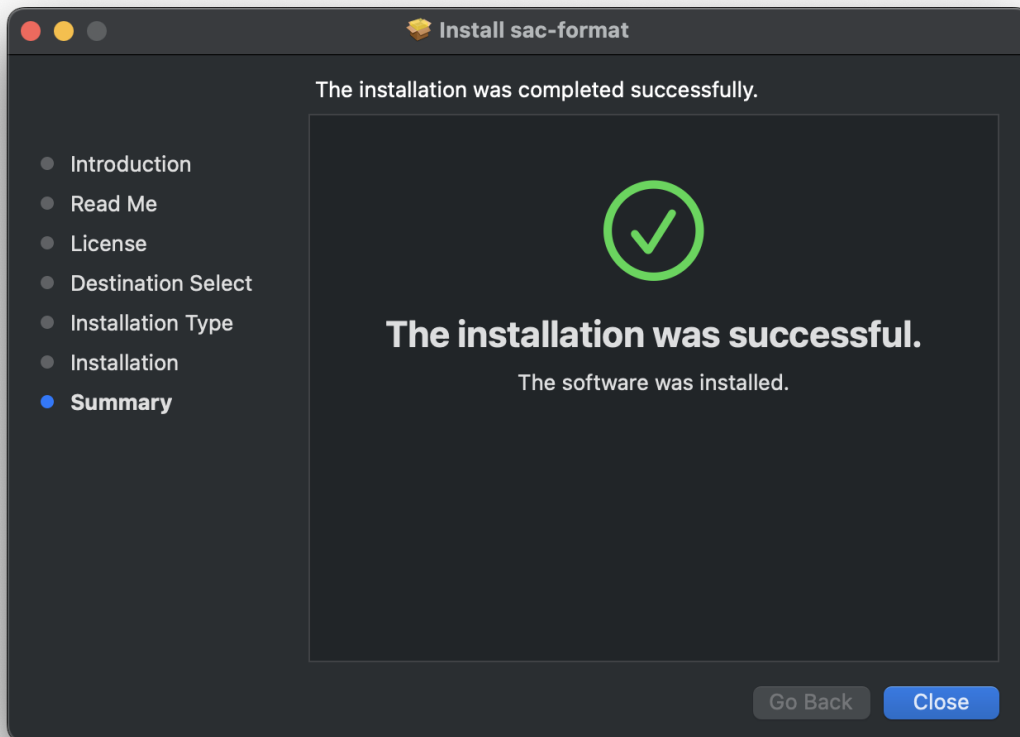 Install sac-format
The installation was completed successfully.
Introduction
Read Me
License
Destination Select
Installation Type
Installation
Summary
The installation was successful.
The software was installed.
Go Back
Close